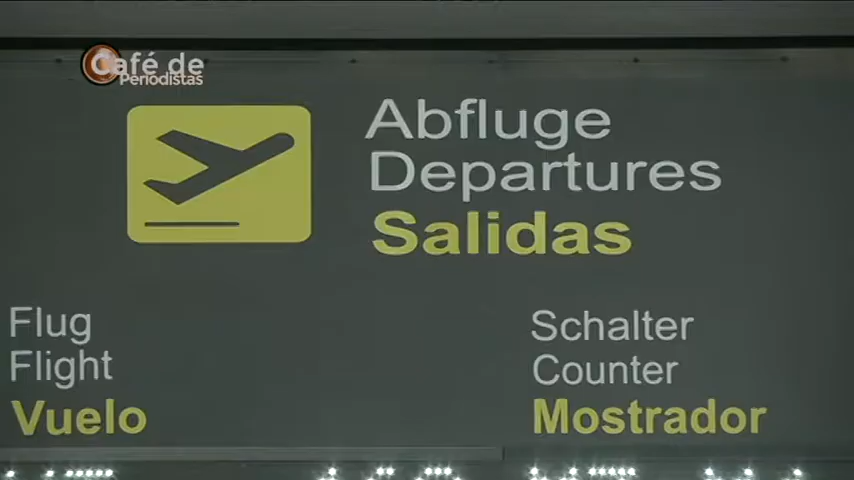 Café de
Periodistas
Abfluge
Departures
Salidas
Flug
Flight
Vuelo
Schalter
Counter
Mostrador